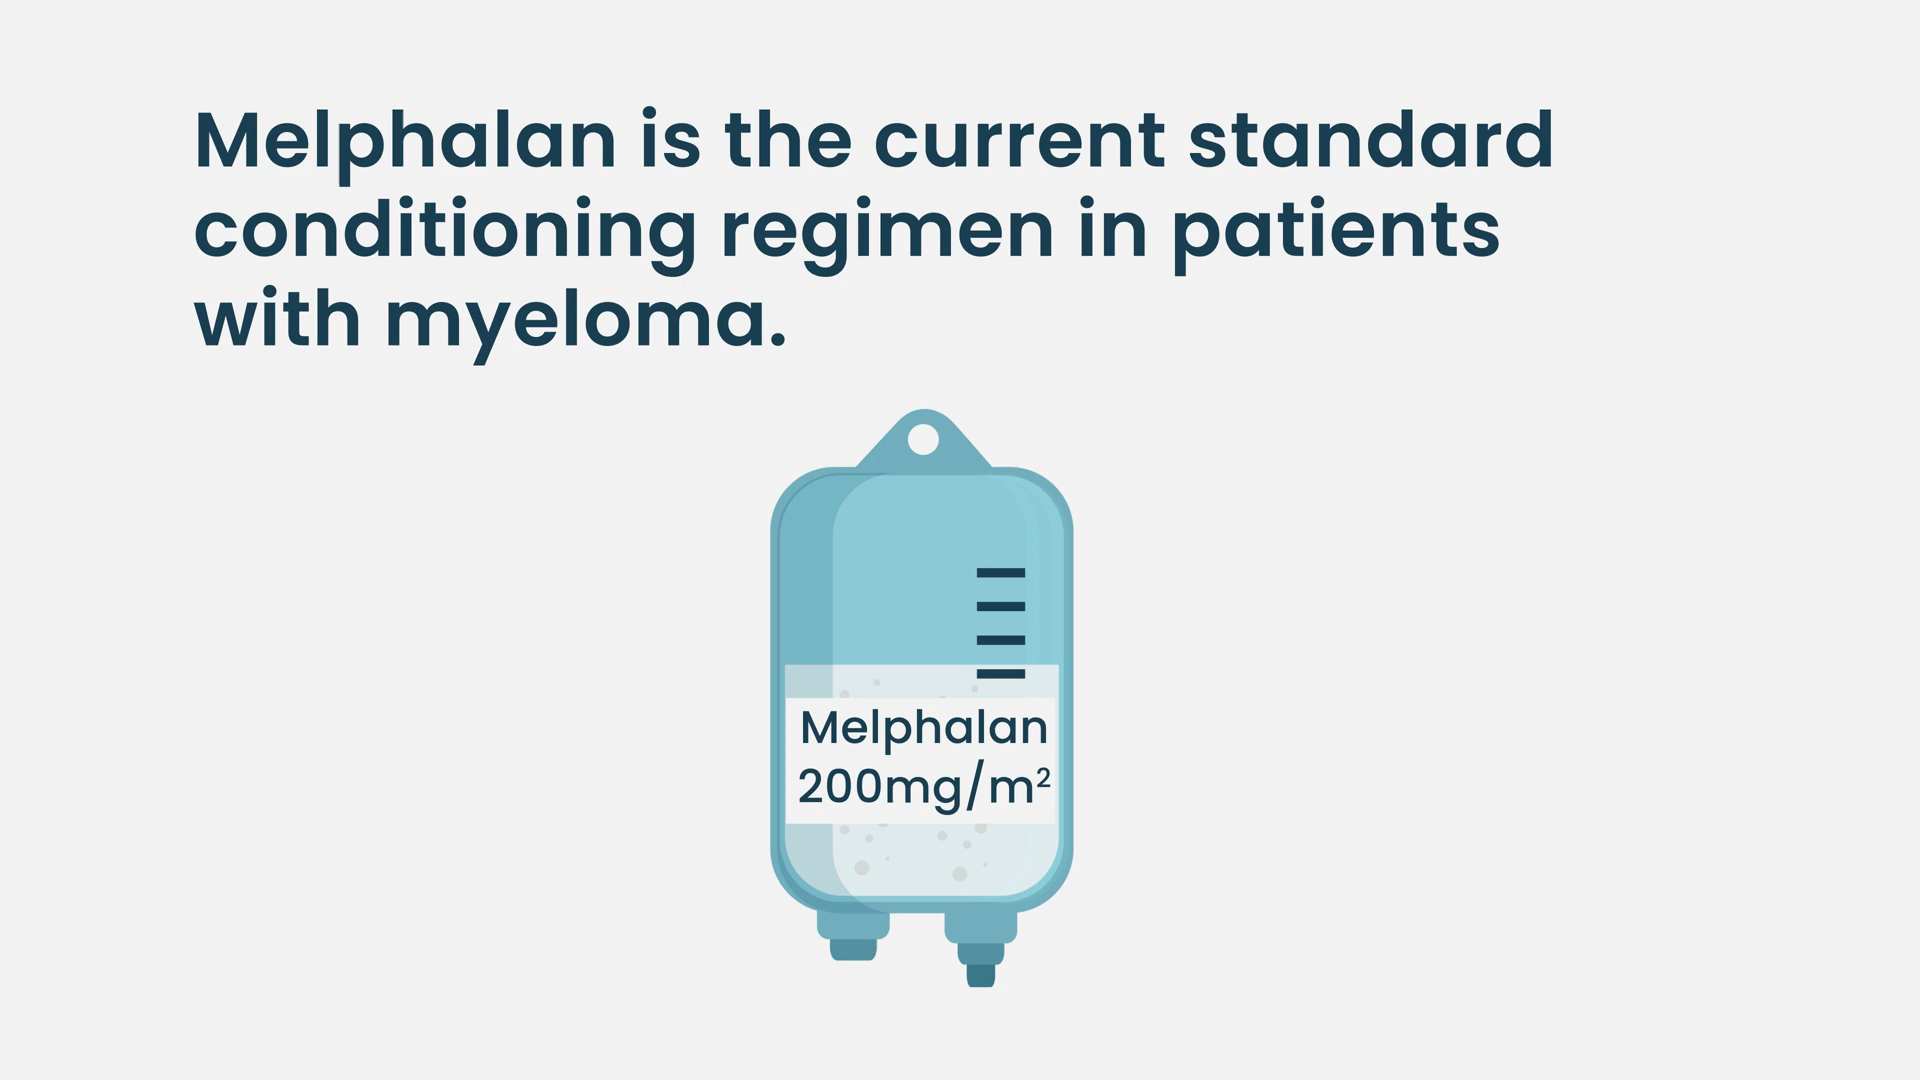 Melphalan is the current standard
conditioning regimen in patients
with myeloma.
Melphalan
200mg/m²